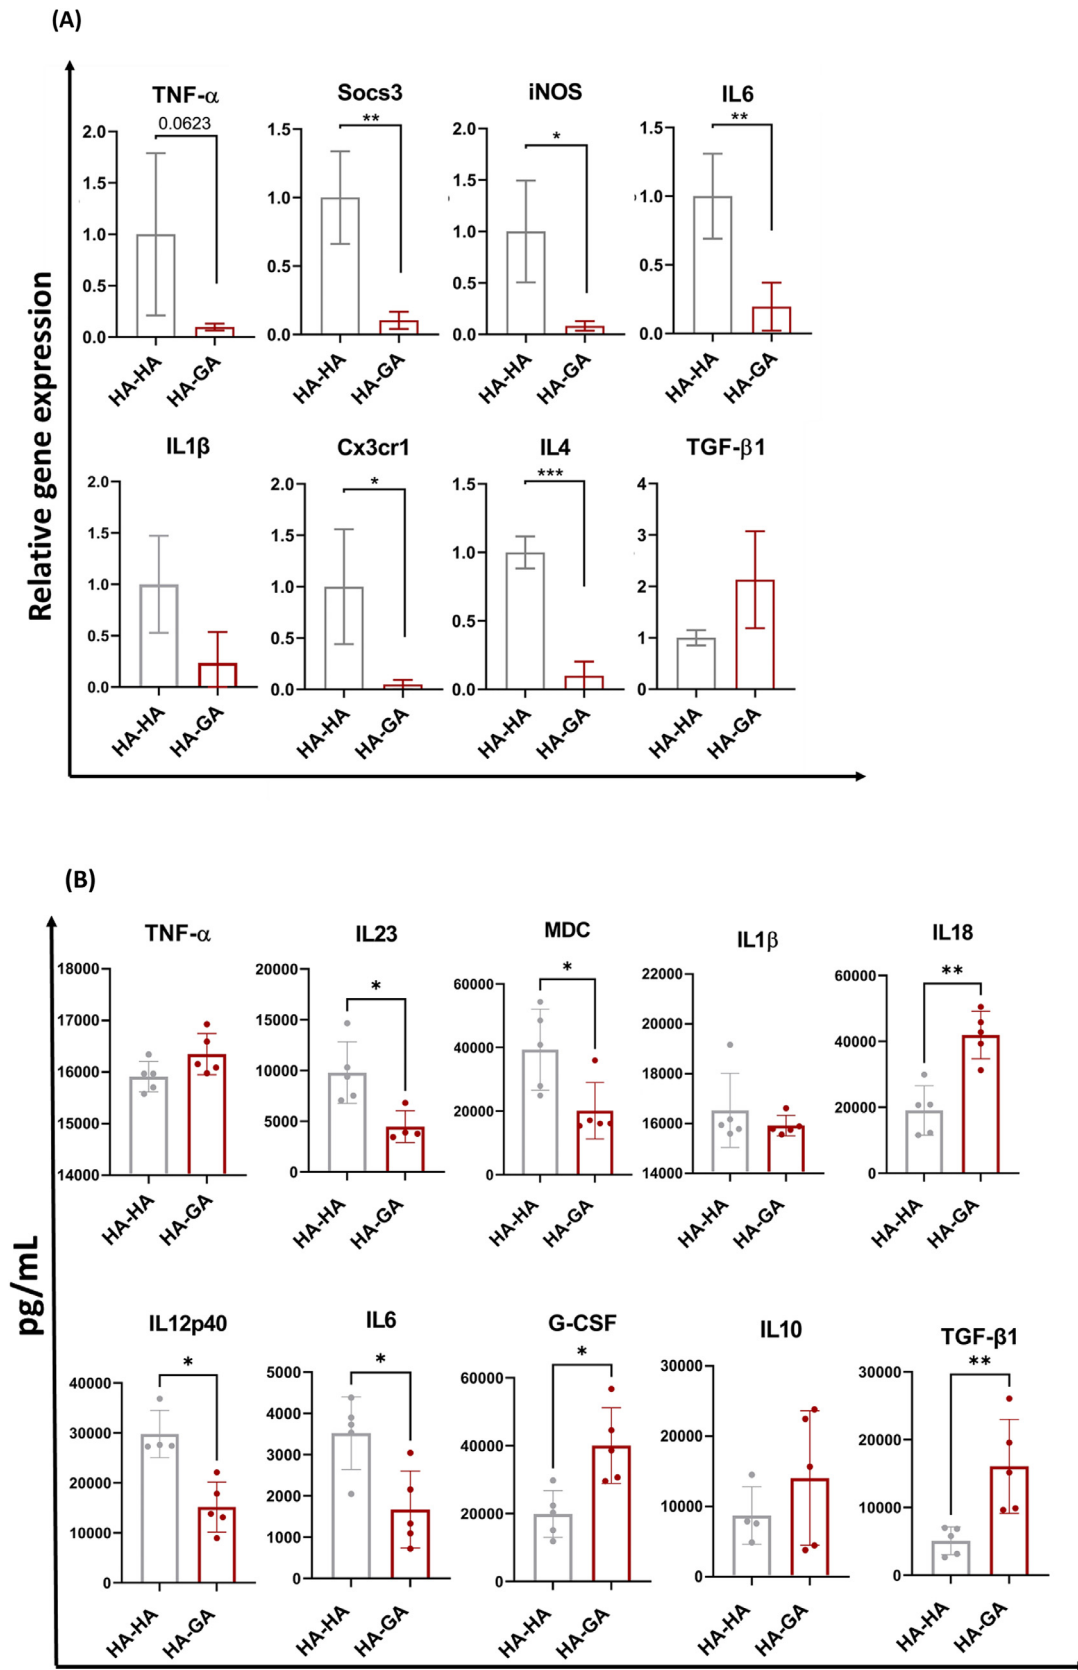 (A)
Relative gene expression
TNF-α Socs3 iNOS IL6
0.0623 ** * **
2.0 1.5 1.0 0.5 0.0
1.5 1.0 0.5 0.0
2.0 1.5 1.0 0.5 0.0
1.5 1.0 0.5 0.0
HA-HA HA-GA HA-HA HA-GA HA-HA HA-GA HA-HA HA-GA
IL1β Cx3cr1 IL4 TGF-β1
* ***
2.0 1.5 1.0 0.5 0.0
2.0 1.5 1.0 0.5 0.0
1.5 1.0 0.5 0.0
4 3 2 1 0
HA-HA HA-GA HA-HA HA-GA HA-HA HA-GA HA-HA HA-GA
(B)
pg/mL
TNF-α IL23 MDC IL1β IL18
* * **
18000 17000 16000 15000 14000
20000 15000 10000 5000 0
60000 40000 20000 0
22000 20000 18000 16000 14000
60000 40000 20000 0
HA-HA HA-GA HA-HA HA-GA HA-HA HA-GA HA-HA HA-GA HA-HA HA-GA
IL12p40 IL6 G-CSF IL10 TGF-β1
* * * **
40000 30000 20000 10000 0
5000 4000 3000 2000 1000 0
60000 40000 20000 0
30000 20000 10000 0
30000 20000 10000 0
HA-HA HA-GA HA-HA HA-GA HA-HA HA-GA HA-HA HA-GA HA-HA HA-GA